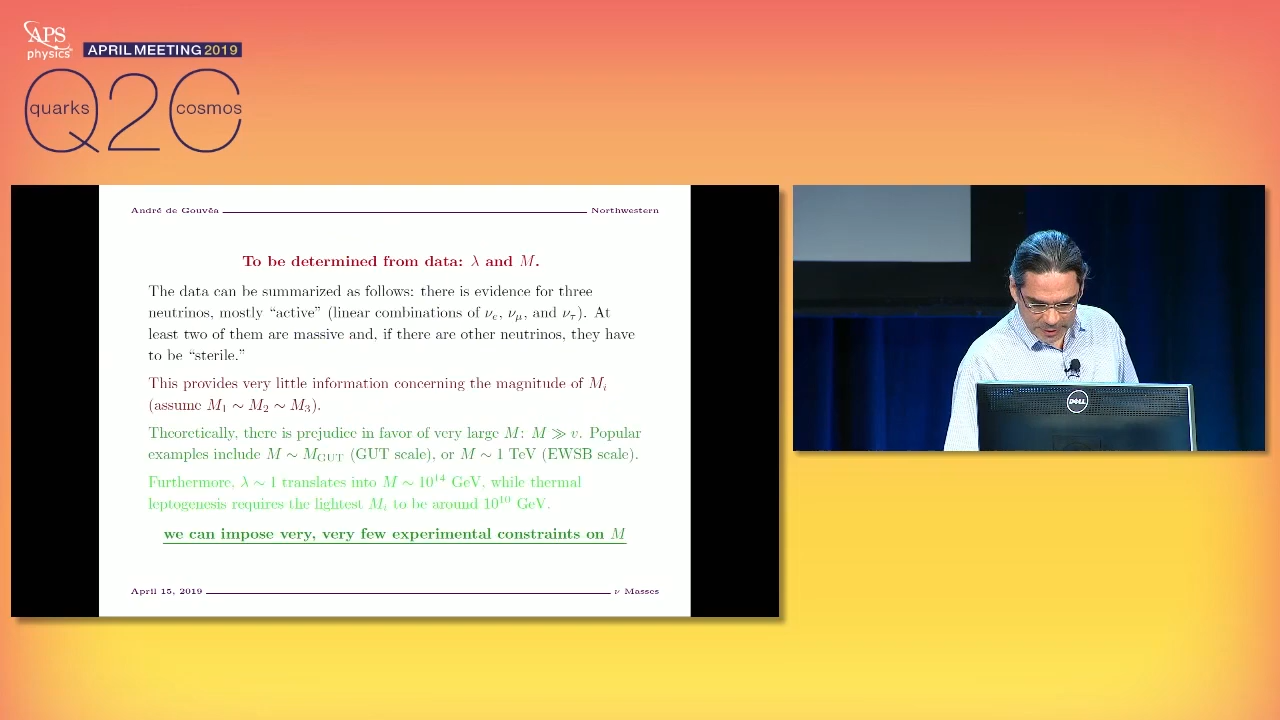 APS
physics
APRIL MEETING 2019
Q2C
quarks
cosmos
André de Gouvêa
Northwestern
To be determined from data: λ and M.
The data can be summarized as follows: there is evidence for three
neutrinos, mostly “active” (linear combinations of νe, νμ, and ντ). At
least two of them are massive and, if there are other neutrinos, they have
to be “sterile.”
This provides very little information concerning the magnitude of Mi
(assume M1 ∼ M2 ∼ M3).
Theoretically, there is prejudice in favor of very large M: M ≫ v. Popular
examples include M ∼ MGUT (GUT scale), or M ∼ 1 TeV (EWSB scale).
Furthermore, λ ∼ 1 translates into M ∼ 10¹⁴ GeV, while thermal
leptogenesis requires the lightest Mi to be around 10¹⁰ GeV.
we can impose very, very few experimental constraints on M
April 15, 2019
ν Masses
DELL